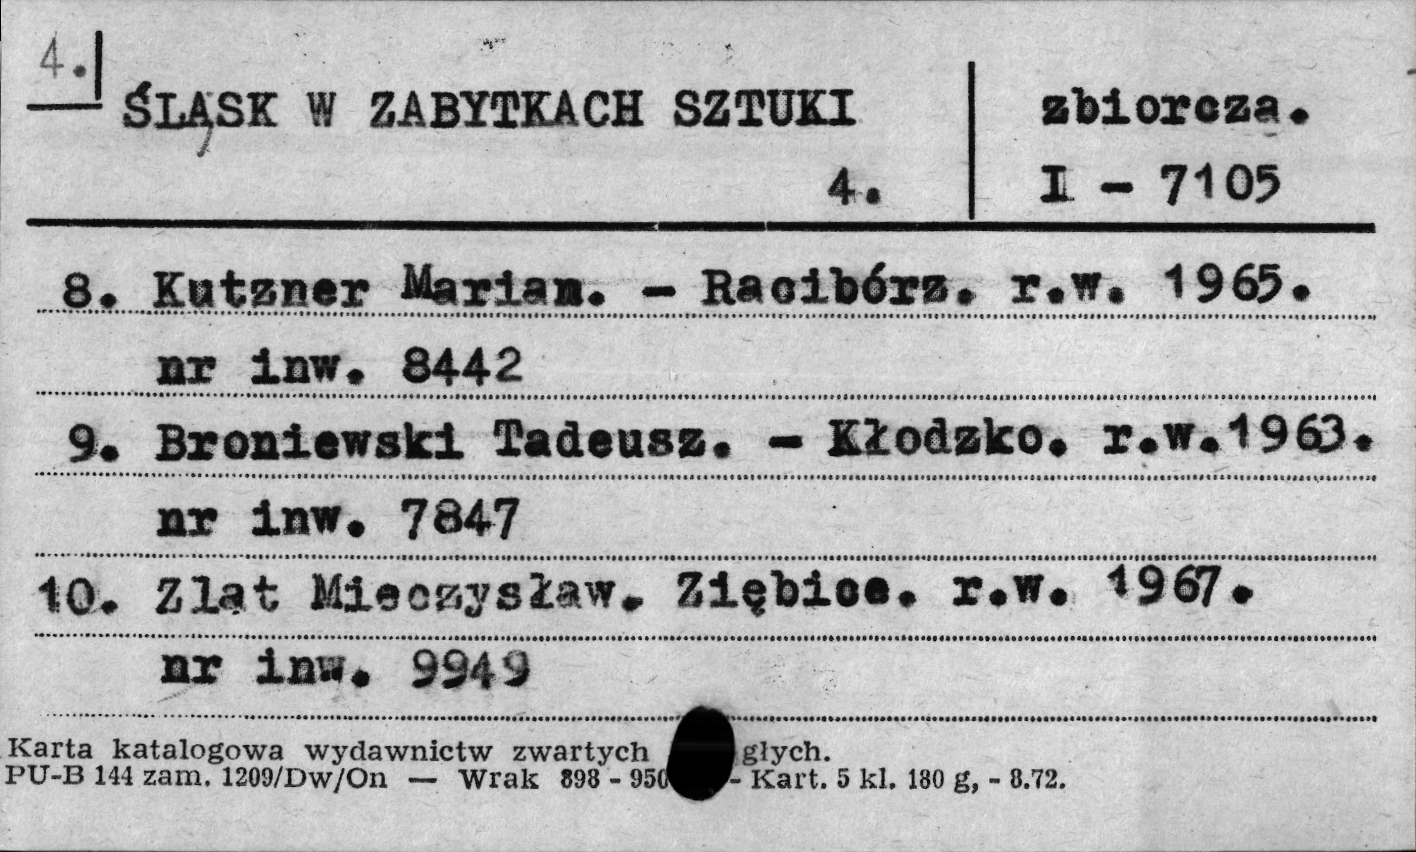 4.
ŚLĄSK W ZABYTKACH SZTUKI
zbiorcza.
4.
I - 7105
8. Kutzner Marian. - Racibórz. r.w. 1965.
nr inw. 8442
9. Broniewski Tadeusz. - Kłodzko. r.w.1963.
nr inw. 7847
10. Zlat Mieczysław. Ziębice. r.w. 1967.
nr inw. 9949
Karta katalogowa wydawnictw zwartych głych.
PU-B 144 zam. 1209/Dw/On — Wrak 898 - 950 - Kart. 5 kl. 180 g, - 8.72.